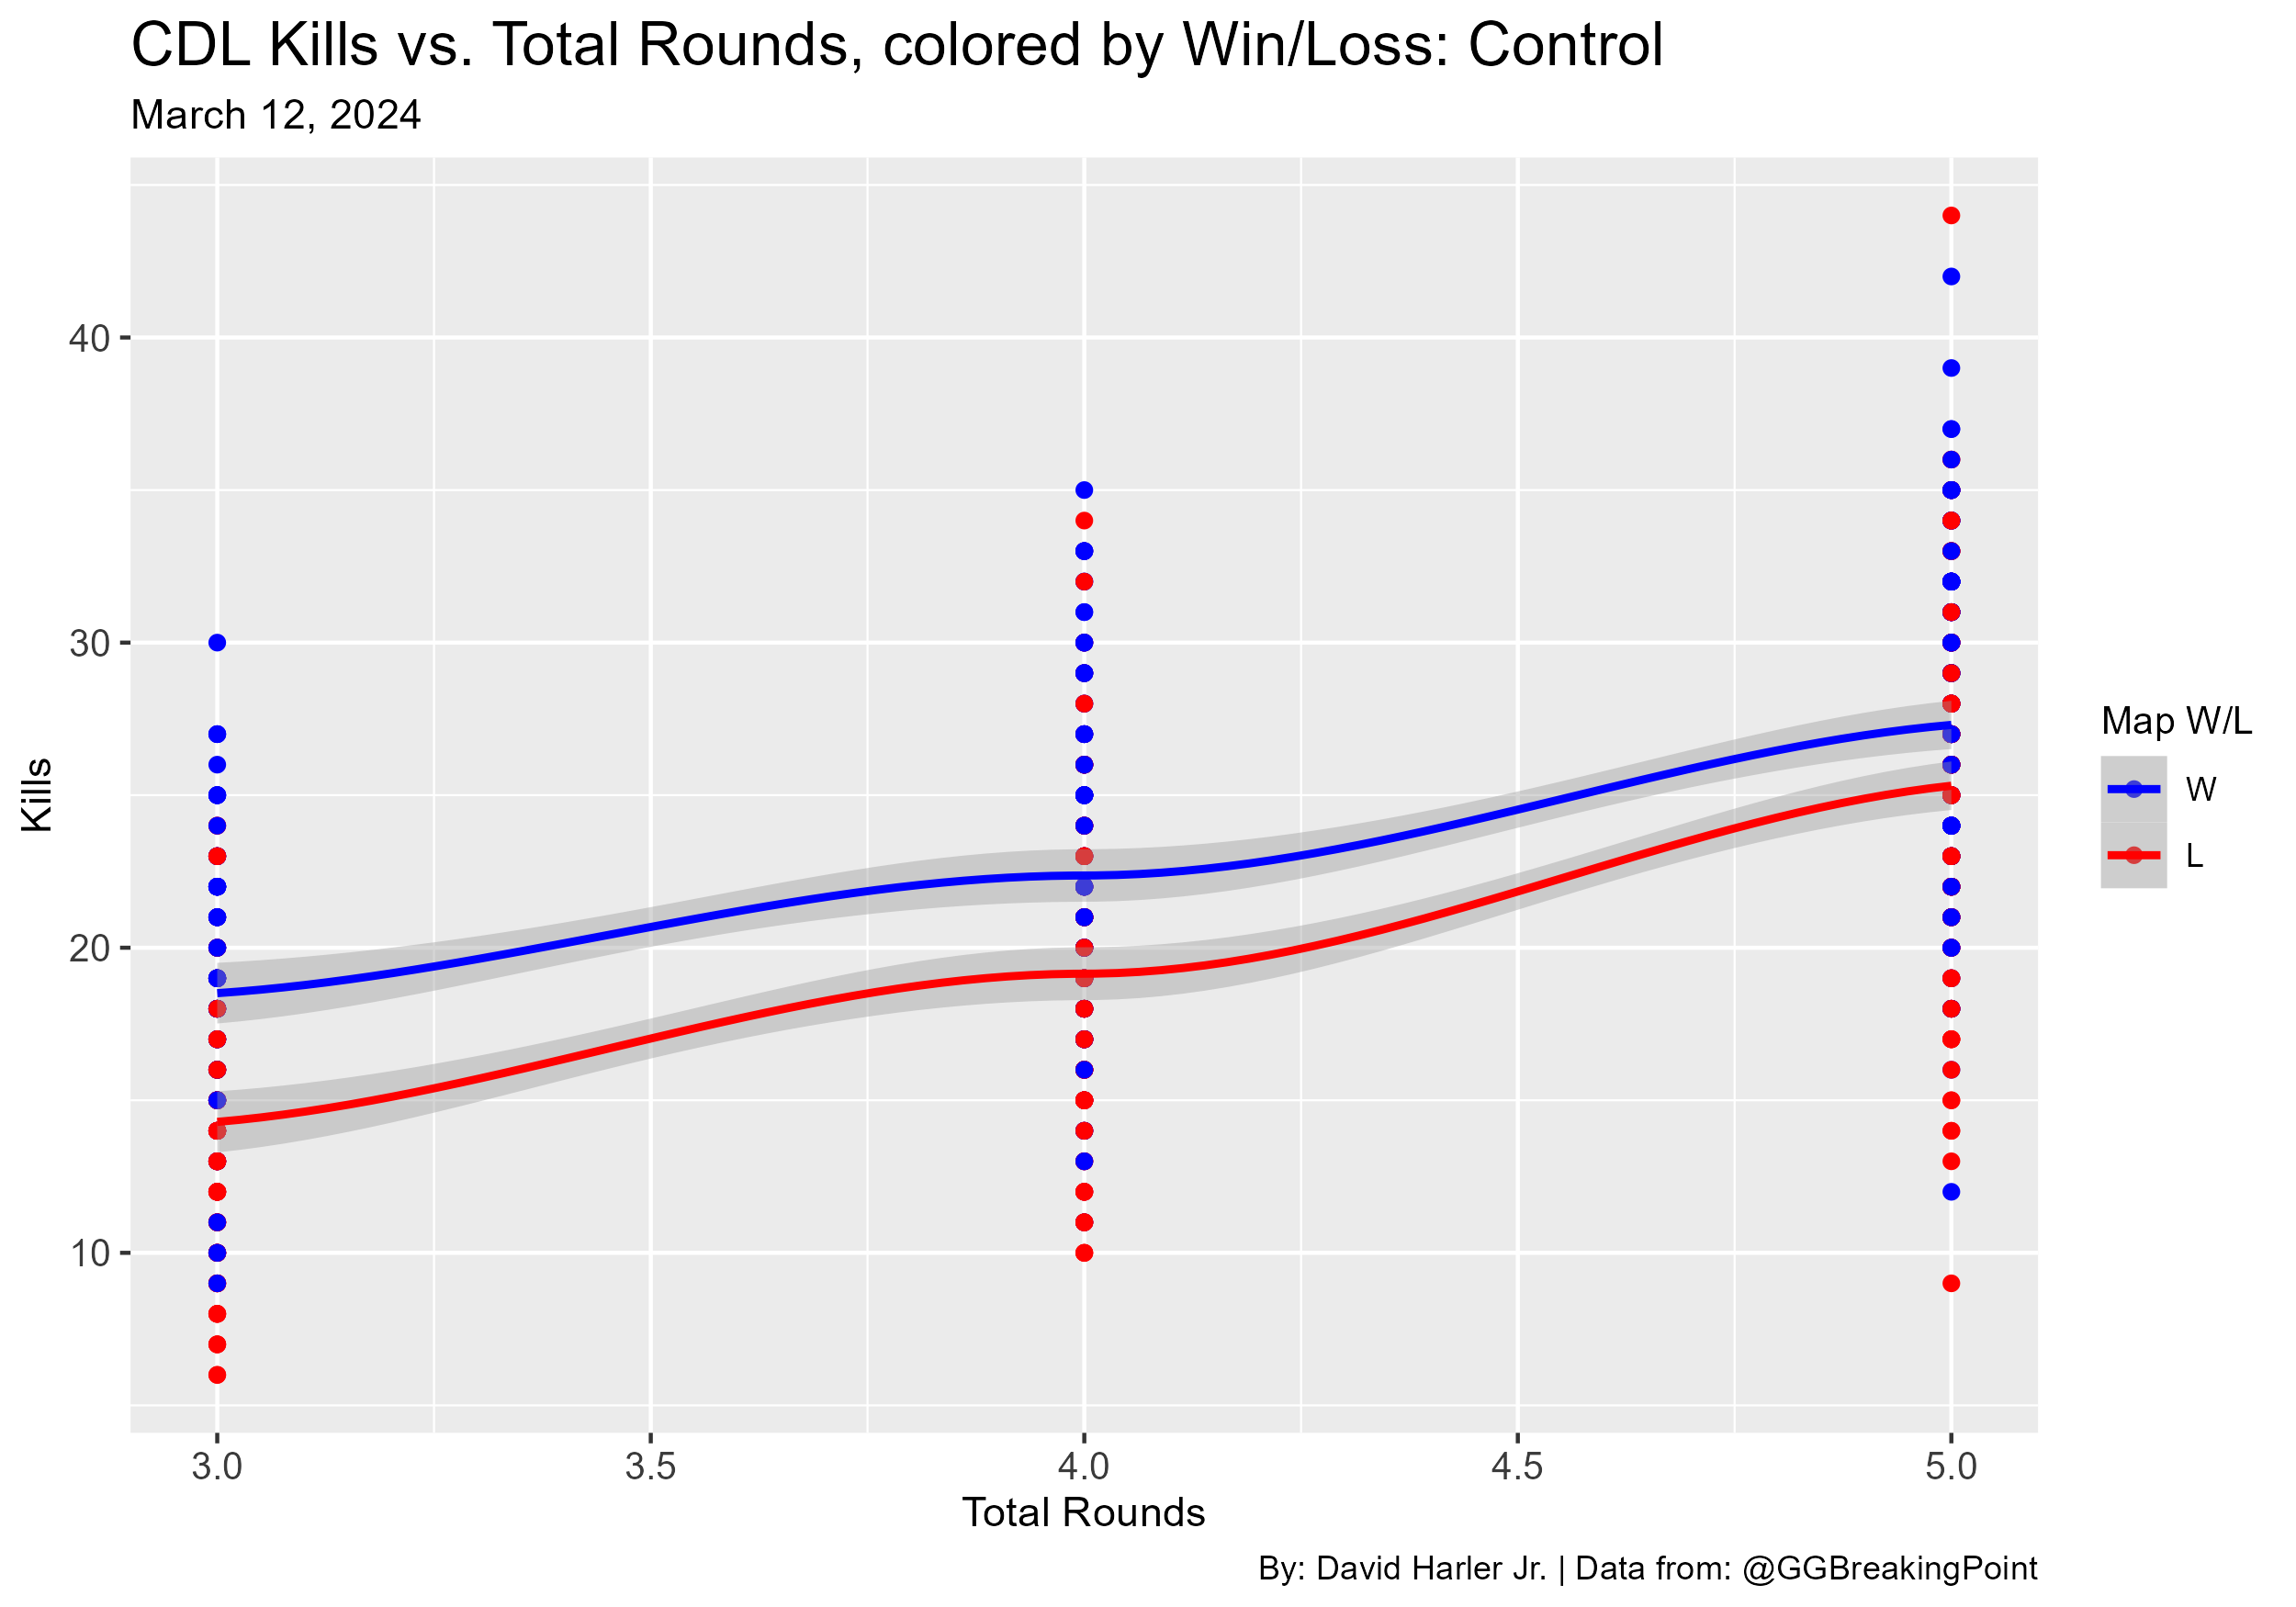 CDL Kills vs. Total Rounds, colored by Win/Loss: Control
March 12, 2024
Kills
40
30
20
10
3.0 3.5 4.0 4.5 5.0
Total Rounds
Map W/L
W
L
By: David Harler Jr. | Data from: @GGBreakingPoint